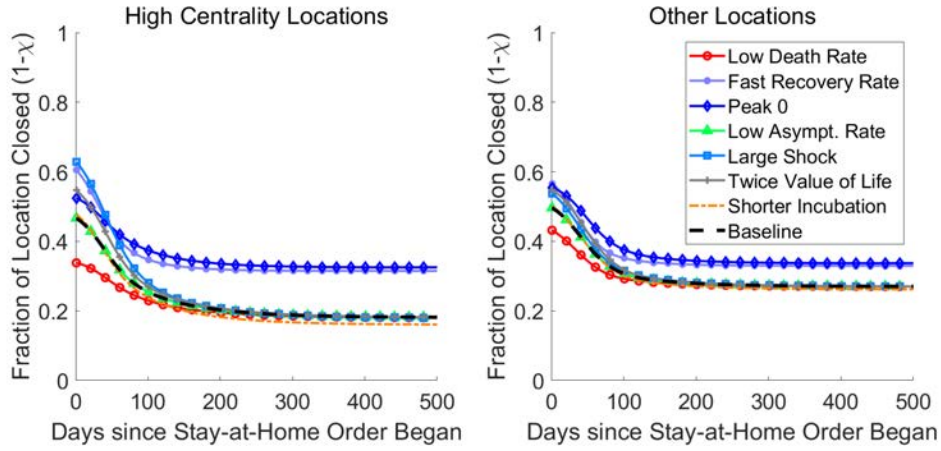 High Centrality Locations
Fraction of Location Closed (1-χ)
1
0.8
0.6
0.4
0.2
0
0 100 200 300 400 500
Days since Stay-at-Home Order Began
Other Locations
Fraction of Location Closed (1-χ)
1
0.8
0.6
0.4
0.2
0
0 100 200 300 400 500
Days since Stay-at-Home Order Began
Low Death Rate
Fast Recovery Rate
Peak 0
Low Asympt. Rate
Large Shock
Twice Value of Life
Shorter Incubation
Baseline